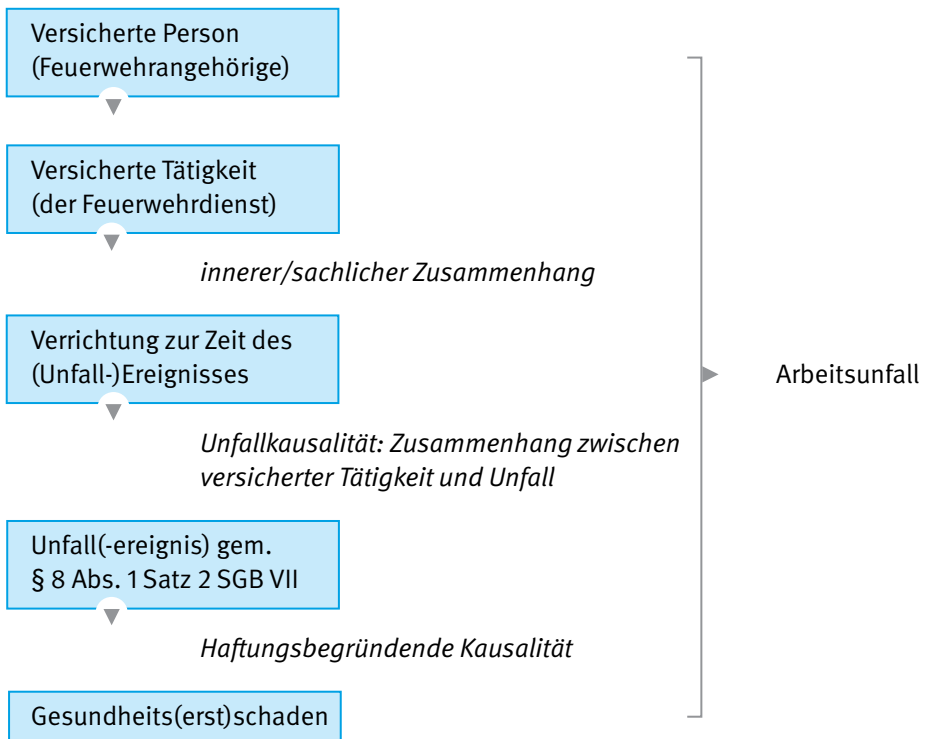 Versicherte Person
(Feuerwehrangehörige)
Versicherte Tätigkeit
(der Feuerwehrdienst)
innerer/sachlicher Zusammenhang
Verrichtung zur Zeit des
(Unfall-)Ereignisses
Arbeitsunfall
Unfallkausalität: Zusammenhang zwischen
versicherter Tätigkeit und Unfall
Unfall(-ereignis) gem.
§ 8 Abs. 1 Satz 2 SGB VII
Haftungsbegründende Kausalität
Gesundheits(erst)schaden